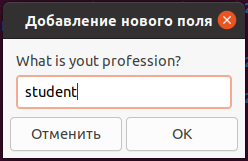 Добавление нового поля
What is yout profession?
student
Отменить
OK